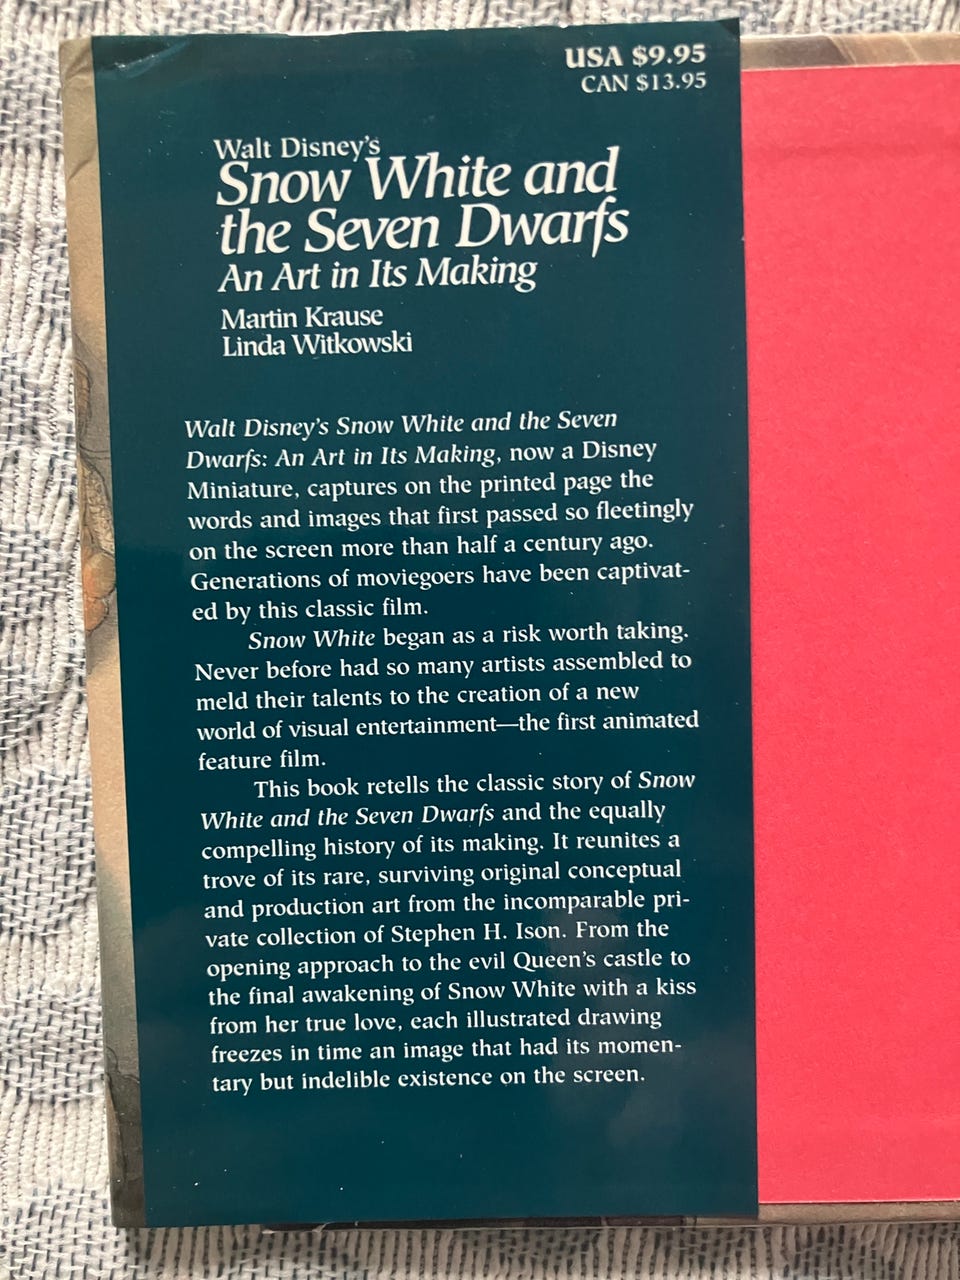 USA $9.95
CAN $13.95
Walt Disney's
Snow White and
the Seven Dwarfs
An Art in Its Making
Martin Krause
Linda Witkowski
Walt Disney's Snow White and the Seven
Dwarfs: An Art in Its Making, now a Disney
Miniature, captures on the printed page the
words and images that first passed so fleetingly
on the screen more than half a century ago.
Generations of moviegoers have been captivat-
ed by this classic film.
Snow White began as a risk worth taking.
Never before had so many artists assembled to
meld their talents to the creation of a new
world of visual entertainment—the first animated
feature film.
This book retells the classic story of Snow
White and the Seven Dwarfs and the equally
compelling history of its making. It reunites a
trove of its rare, surviving original conceptual
and production art from the incomparable pri-
vate collection of Stephen H. Ison. From the
opening approach to the evil Queen's castle to
the final awakening of Snow White with a kiss
from her true love, each illustrated drawing
freezes in time an image that had its momen-
tary but indelible existence on the screen.